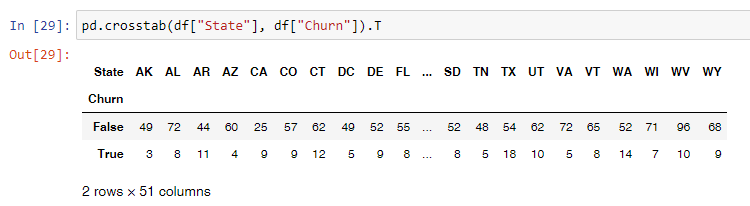 In [29]: pd.crosstab(df["State"], df["Churn"]).T
Out[29]:
State AK AL AR AZ CA CO CT DC DE FL ... SD TN TX UT VA VT WA WI WV WY
Churn
False 49 72 44 60 25 57 62 49 52 55 ... 52 48 54 62 72 65 52 71 96 68
True 3 8 11 4 9 9 12 5 9 8 ... 8 5 18 10 5 8 14 7 10 9
2 rows × 51 columns